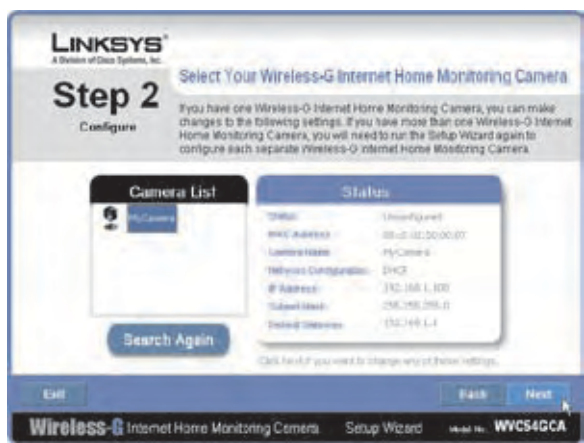 LINKSYS®
A Division of Cisco Systems, Inc.
Step 2
Configure
Select Your Wireless-G Internet Home Monitoring Camera
If you have one Wireless-G Internet Home Monitoring Camera, you can make
changes to the following settings. If you have more than one Wireless-G Internet
Home Monitoring Camera, you will need to run the Setup Wizard again to
configure each separate Wireless-G Internet Home Monitoring Camera.
Camera List
MyCamera
Status
Status: Unconfigured
MAC Address:
Camera Name: MyCamera
Network Configuration: DHCP
IP Address: 192.168.1.100
Subnet Mask: 255.255.255.0
Default Gateway: 192.168.1.1
Search Again
Click Next if you want to change any of these settings.
Exit
Back
Next
Wireless-G Internet Home Monitoring Camera Setup Wizard Model No. WVC54GCA